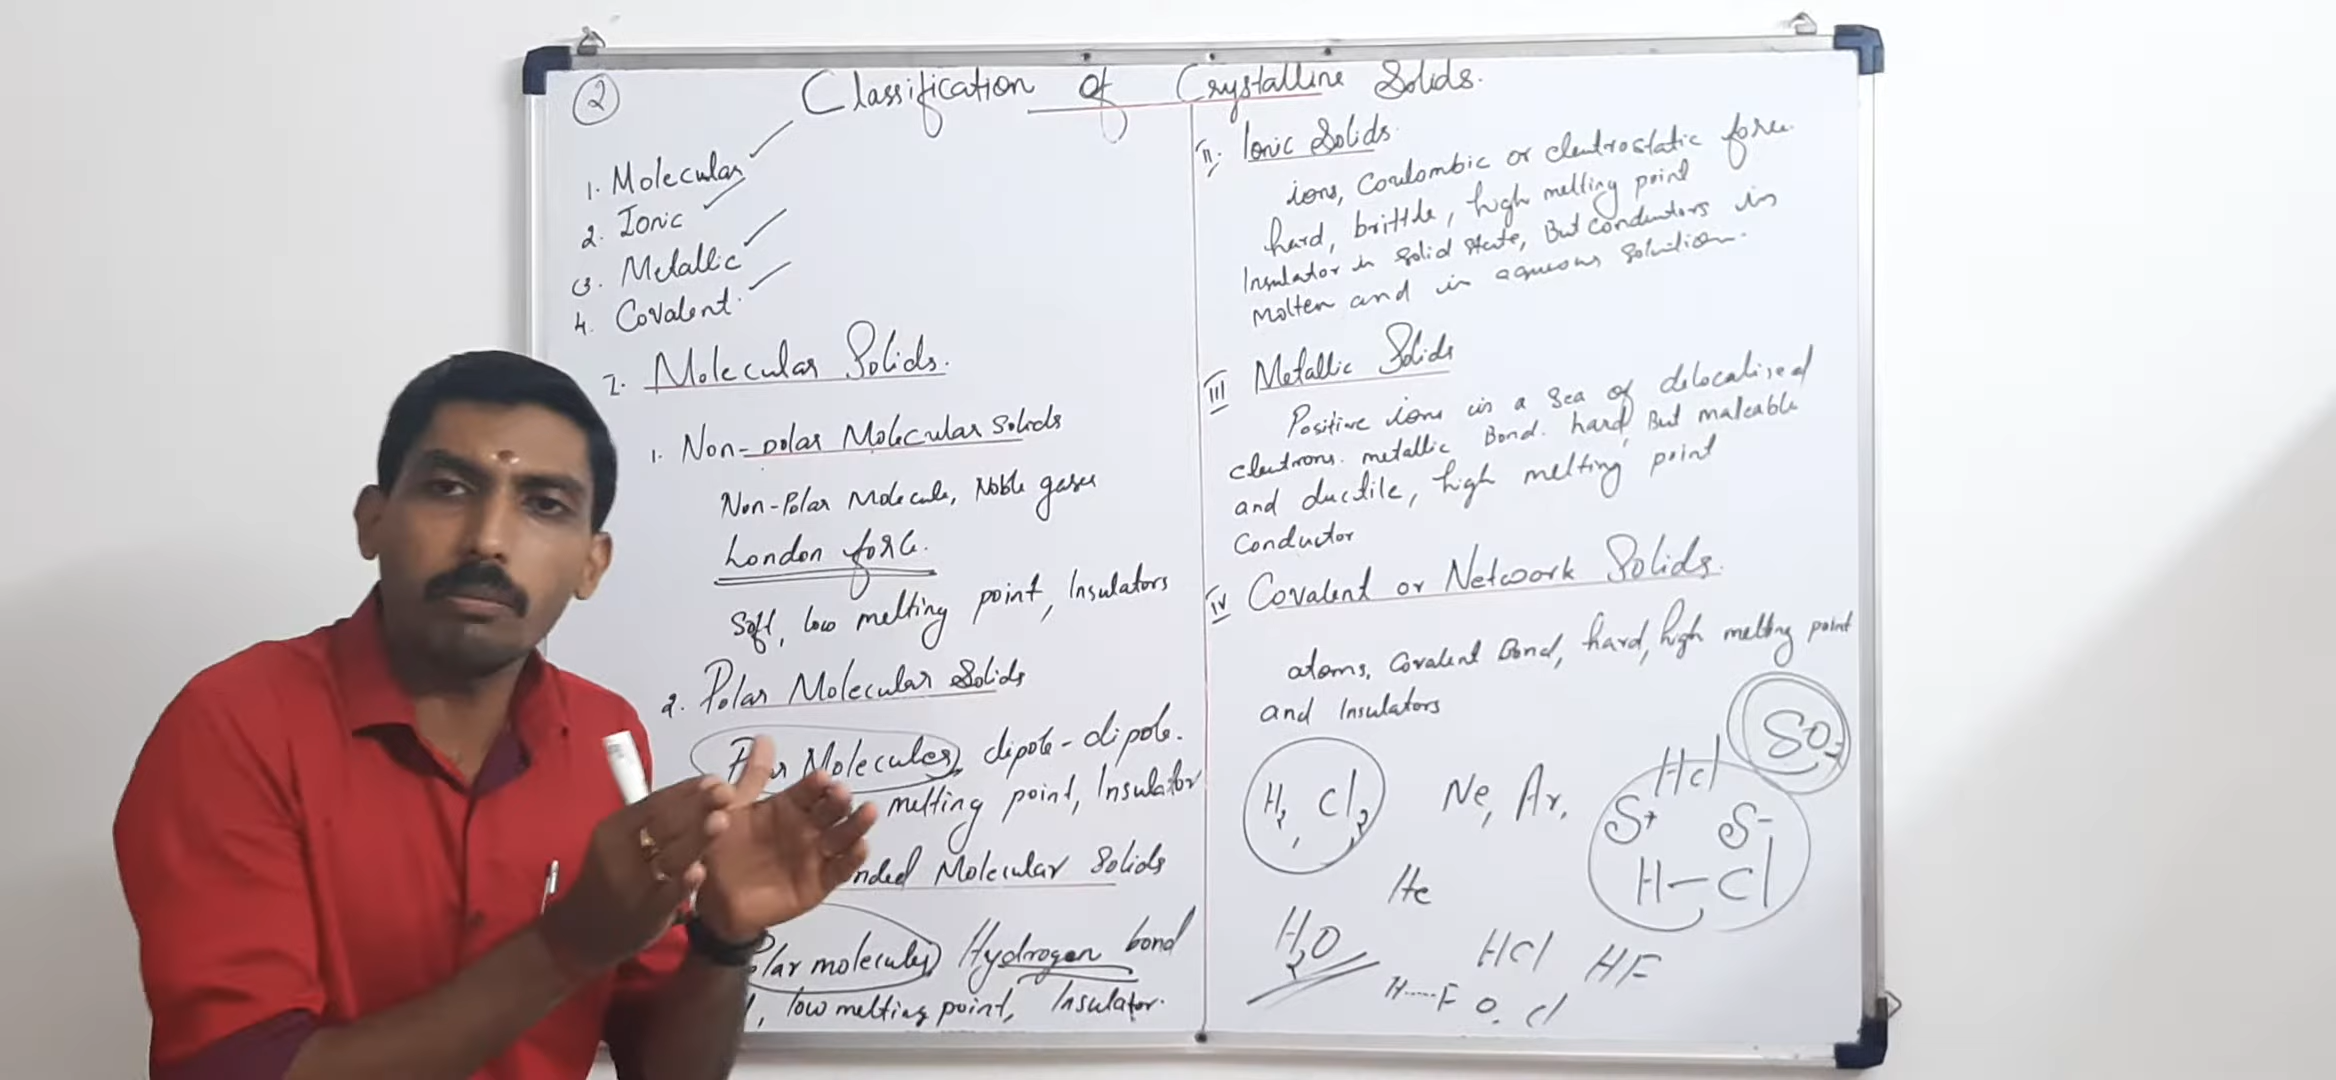 2
Classification of Crystalline Solids.
1. Molecular
2. Ionic
3. Metallic
4. Covalent.
I. Molecular Solids.
1. Non-polar Molecular Solids
Non-Polar Molecule, Noble gases
London force.
Soft, low melting point, Insulators
2. Polar Molecular Solids
Molecules, dipole-dipole.
melting point, Insulator
Molecular Solids
molecules, Hydrogen bond
, low melting point, Insulator.
II. Ionic Solids.
ions, Coulombic or electrostatic force
hard, brittle, high melting point
Insulator in solid state, But conductors in
Molten and in aqueous solution.
III Metallic Solids
Positive ions in a sea of delocalised
electrons. metallic Bond. hard, But maleable
and ductile, high melting point
Conductor
IV Covalent or Network Solids.
atoms, Covalent Bond, hard, high melting point
and Insulators
SO2
H2, Cl2 Ne, Ar, HCl
δ+ δ-
H-Cl
He
H2O HCl HF
H.....F O, Cl